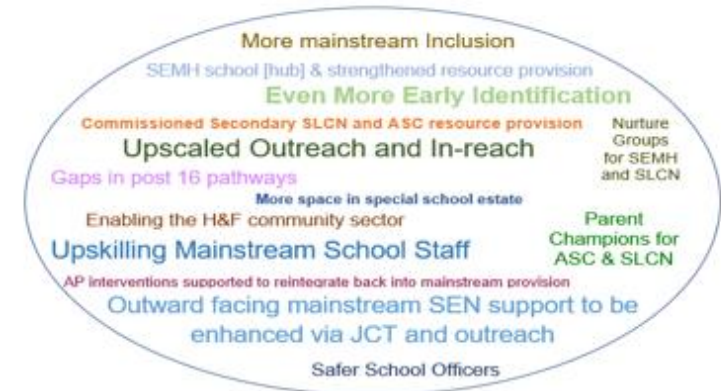 More mainstream Inclusion
SEMH school [hub] & strengthened resource provision
Even More Early Identification
Commissioned Secondary SLCN and ASC resource provision
Nurture
Groups
for SEMH
and SLCN
Upscaled Outreach and In-reach
Gaps in post 16 pathways
More space in special school estate
Enabling the H&F community sector
Parent
Champions for
ASC & SLCN
Upskilling Mainstream School Staff
AP interventions supported to reintegrate back into mainstream provision
Outward facing mainstream SEN support to be
enhanced via JCT and outreach
Safer School Officers